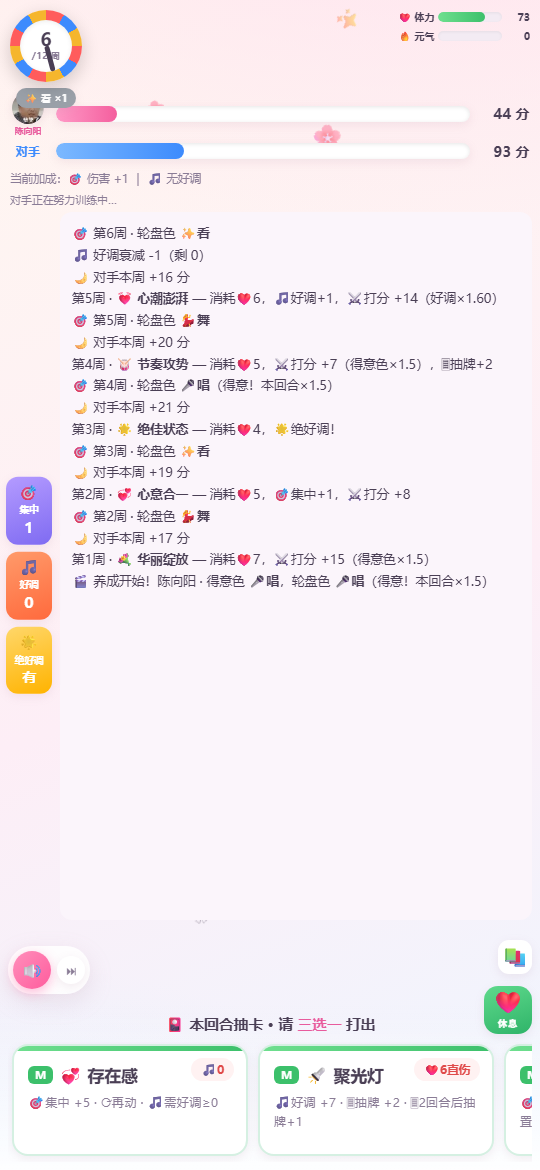 6
/12周
✨ 看 ×1
❤️ 体力 73
🔥 元气 0
陈向阳 44 分
对手 93 分
当前加成: 🎯 伤害 +1 | 🎵 无好调
对手正在努力训练中...
🎯 第6周 · 轮盘色 ✨看
🎵 好调衰减 -1（剩 0）
🌙 对手本周 +16 分
第5周 · 💓 心潮澎湃 — 消耗❤️6, 🎵好调+1, ⚔️打分 +14（好调×1.60）
🎯 第5周 · 轮盘色 💃舞
🌙 对手本周 +20 分
第4周 · 🥁 节奏攻势 — 消耗❤️5, ⚔️打分 +7（得意色×1.5）, 抽牌+2
🎯 第4周 · 轮盘色 🎤唱（得意！本回合×1.5）
🌙 对手本周 +21 分
第3周 · 🌟 绝佳状态 — 消耗❤️4, 🌟绝好调!
🎯 第3周 · 轮盘色 ✨看
🌙 对手本周 +19 分
第2周 · 💞 心意合一 — 消耗❤️5, 🎯集中+1, ⚔️打分 +8
🎯 第2周 · 轮盘色 💃舞
🌙 对手本周 +17 分
第1周 · 💐 华丽绽放 — 消耗❤️7, ⚔️打分 +15（得意色×1.5）
🎬 养成开始！陈向阳 · 得意色 🎤唱, 轮盘色 🎤唱（得意！本回合×1.5）
🎯
集中
1
🎵
好调
0
🌟
绝好调
有
休息
🎴 本回合抽卡 • 请 三选一 打出
M 💞 存在感 🎵0
🎯集中 +5 · ⟳再动 · 🎵需好调≥0
M 聚光灯 ❤️6直伤
🎵好调 +7 · 抽牌 +2 · 2回合后抽
牌+1
置